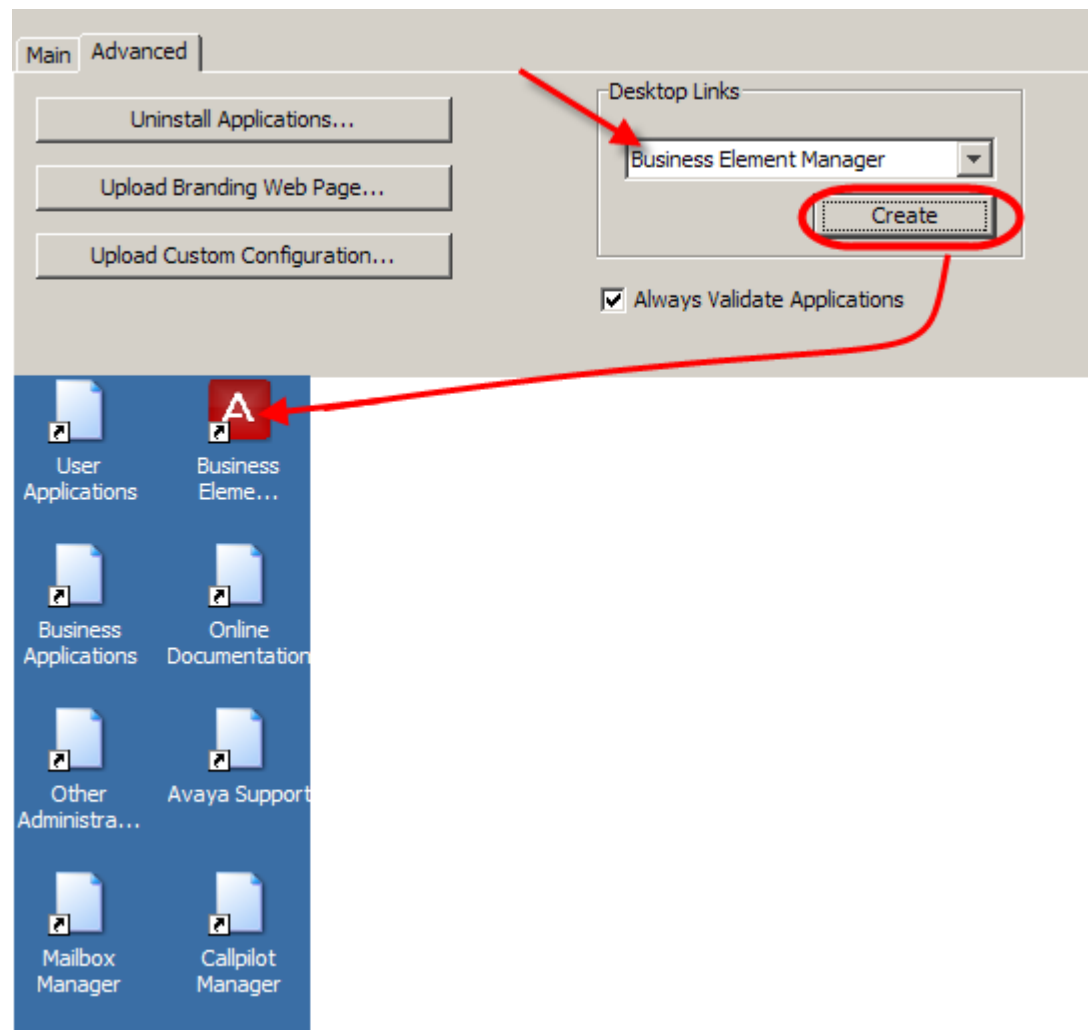 Main
Advanced
Uninstall Applications...
Upload Branding Web Page...
Upload Custom Configuration...
Desktop Links
Business Element Manager
Create
Always Validate Applications
User
Applications
A
Business
Eleme...
Business
Applications
Online
Documentation
Other
Administra...
Avaya Support
Mailbox
Manager
Callpilot
Manager